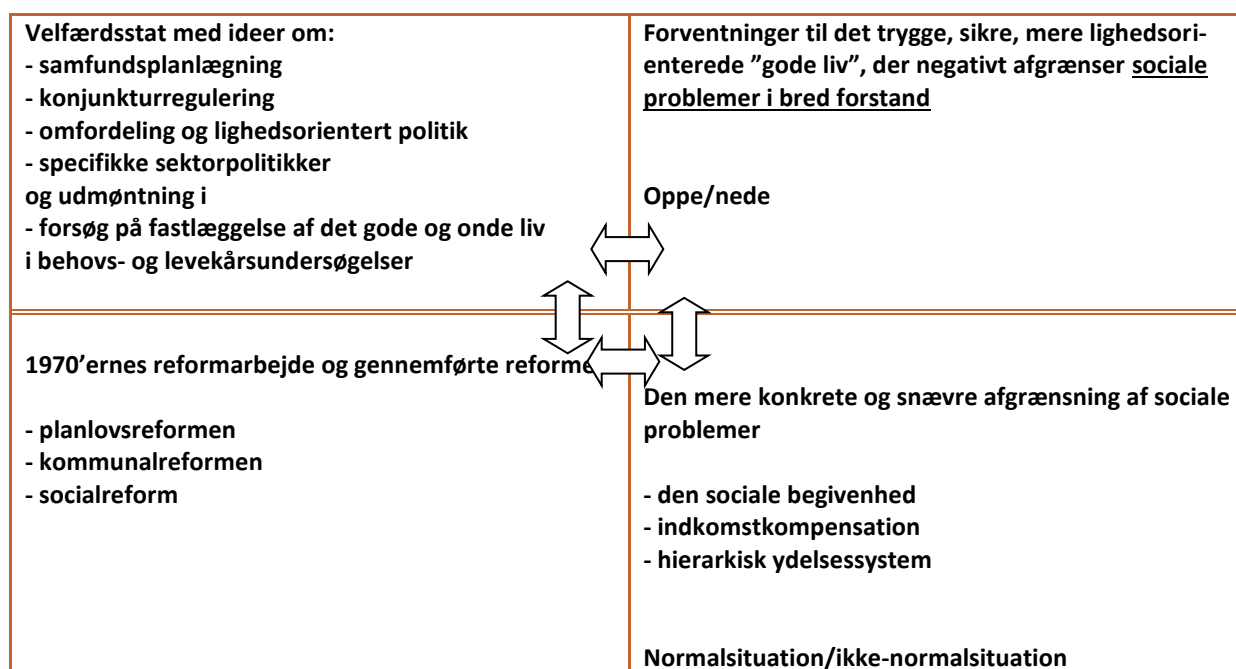 Velfærdsstat med ideer om:
- samfundsplanlægning
- konjunkturregulering
- omfordeling og lighedsorientert politik
- specifikke sektorpolitikker
og udmøntning i
- forsøg på fastlæggelse af det gode og onde liv
i behovs- og levekårsundersøgelser
Forventninger til det trygge, sikre, mere lighedsori-
enterede ”gode liv”, der negativt afgrænser sociale
problemer i bred forstand
Oppe/nede
1970’ernes reformarbejde og gennemførte reforme
- planlovsreformen
- kommunalreformen
- socialreform
Den mere konkrete og snævre afgrænsning af sociale
problemer
- den sociale begivenhed
- indkomstkompensation
- hierarkisk ydelsessystem
Normalsituation/ikke-normalsituation